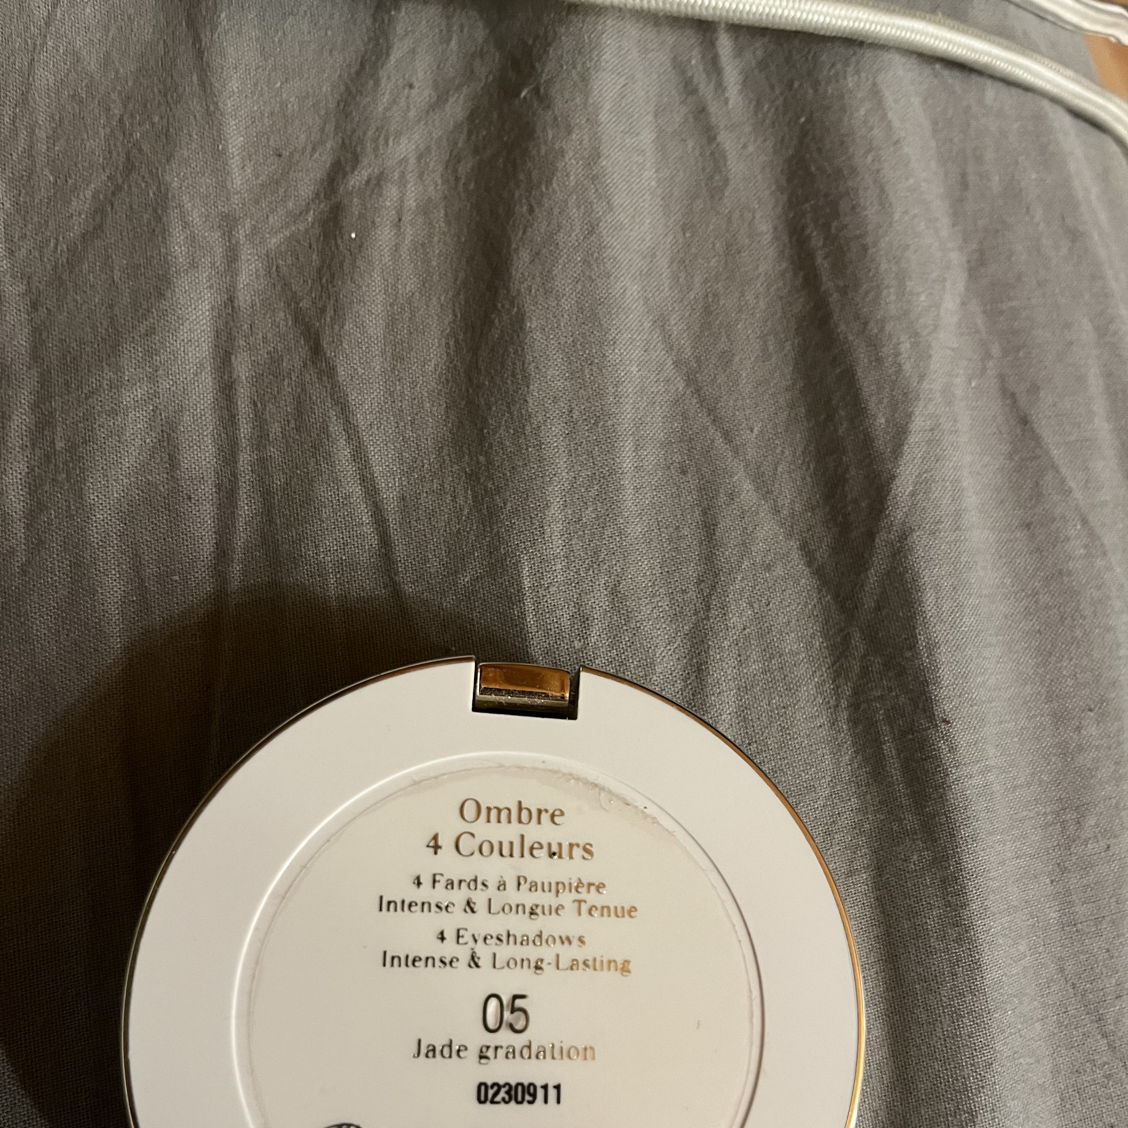 Ombre
4 Couleurs
4 Fards à Paupière
Intense & Longue Tenue
4 Eyeshadows
Intense & Long-Lasting
05
Jade gradation
0230911